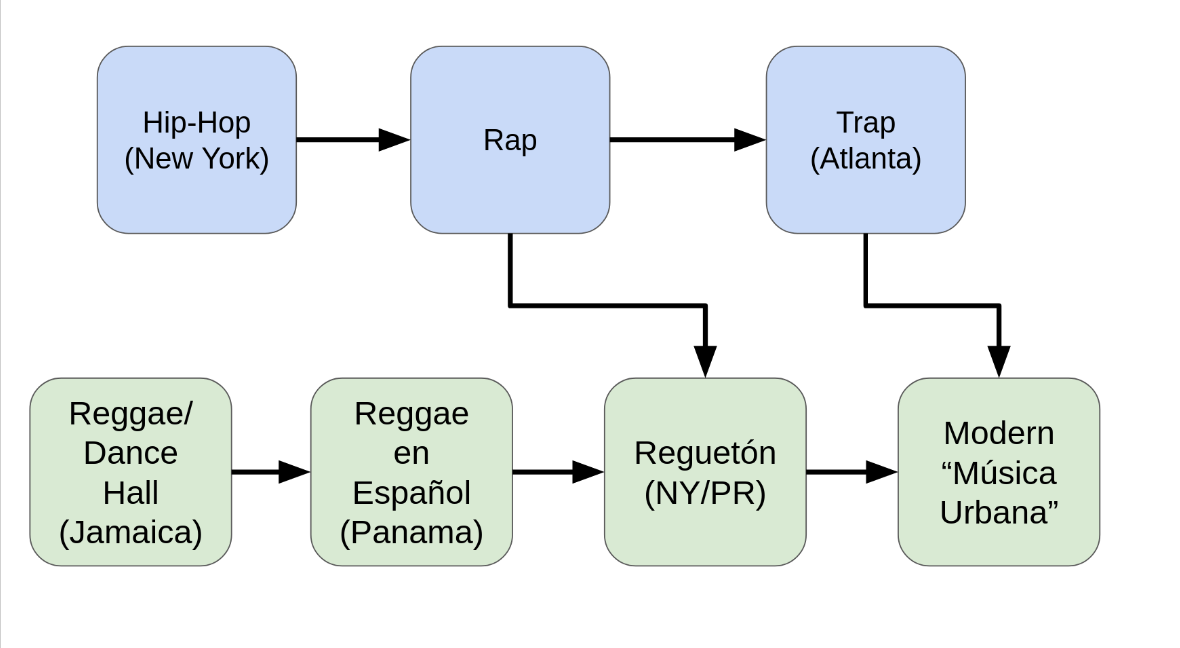 Hip-Hop
(New York)
Rap
Trap
(Atlanta)
Reggae/
Dance
Hall
(Jamaica)
Reggae
en
Español
(Panama)
Reguetón
(NY/PR)
Modern
“Música
Urbana”